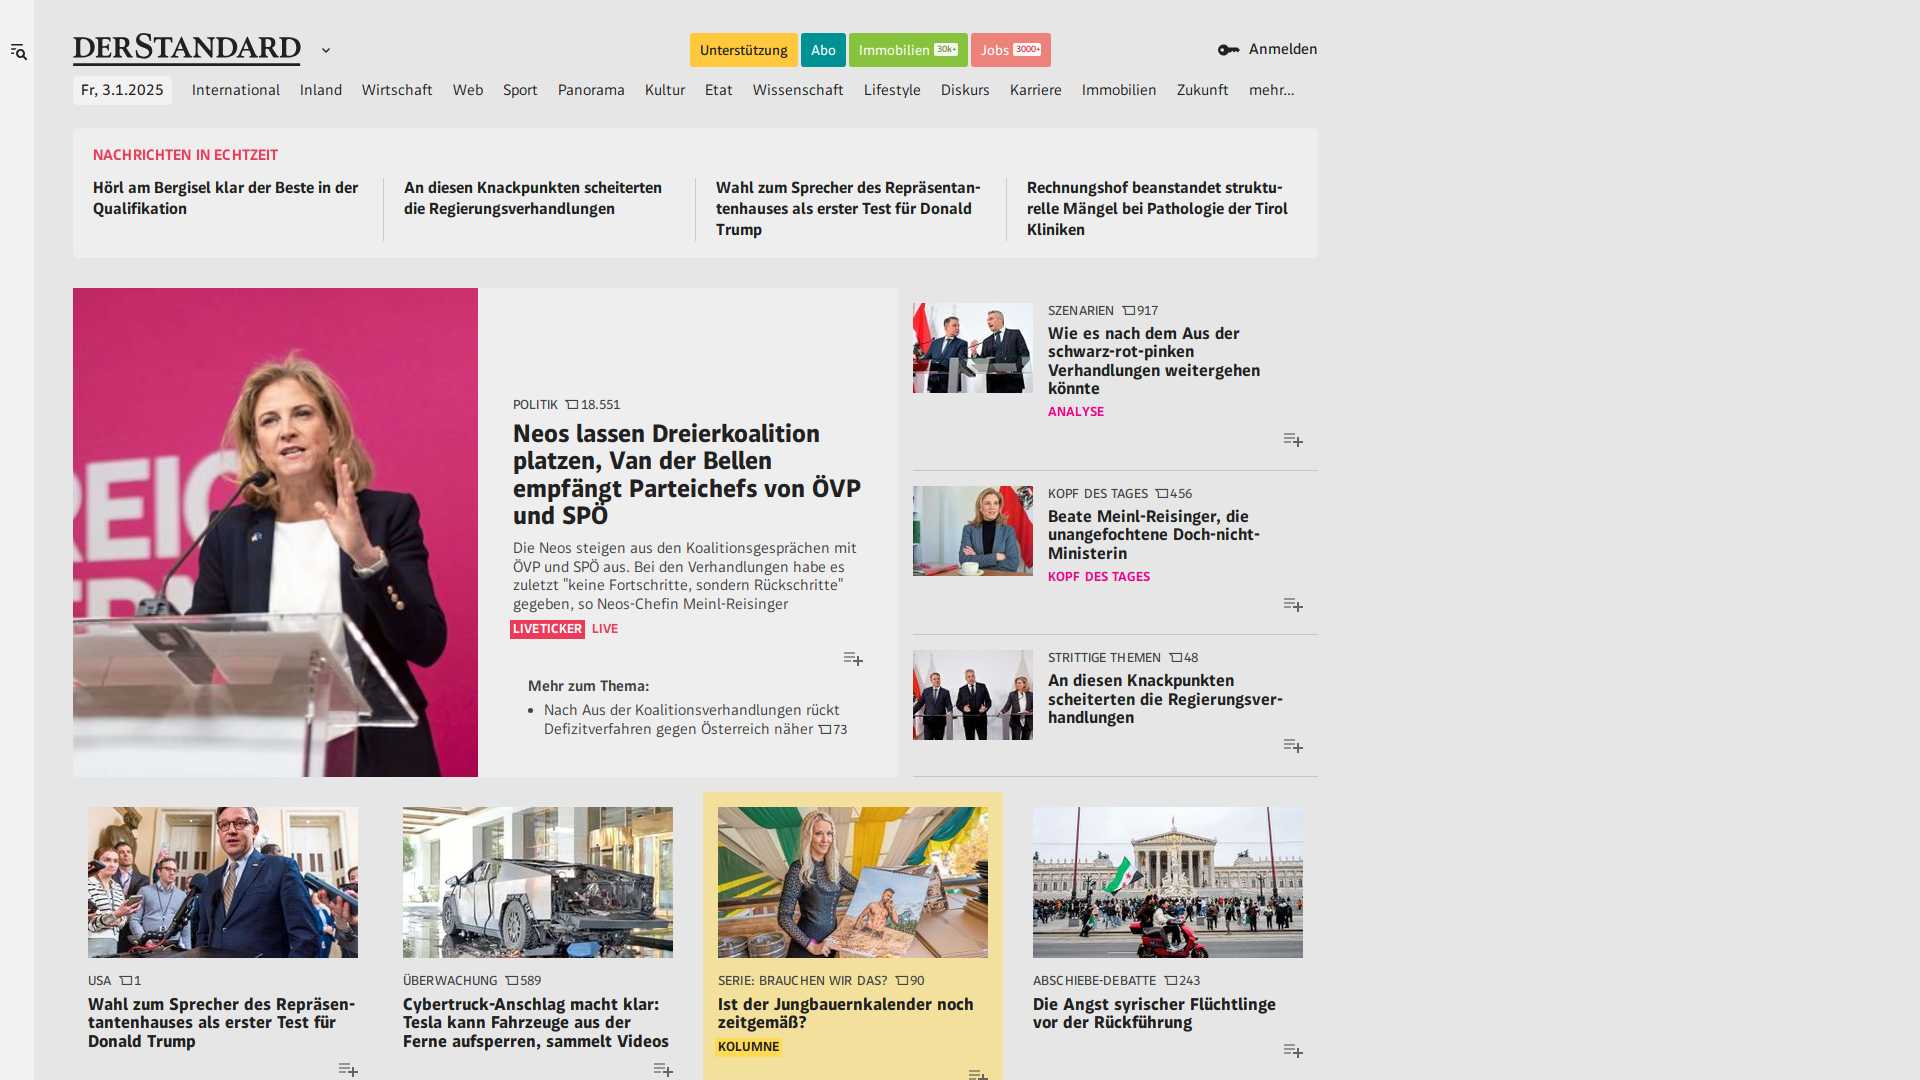 DERSTANDARD
Unterstützung
Abo
Immobilien 30k+
Jobs 3000+
Anmelden
Fr, 3.1.2025
International
Inland
Wirtschaft
Web
Sport
Panorama
Kultur
Etat
Wissenschaft
Lifestyle
Diskurs
Karriere
Immobilien
Zukunft
mehr...
NACHRICHTEN IN ECHTZEIT
Hörl am Bergisel klar der Beste in der
Qualifikation
An diesen Knackpunkten scheiterten
die Regierungsverhandlungen
Wahl zum Sprecher des Repräsentan-
tenhauses als erster Test für Donald
Trump
Rechnungshof beanstandet struktu-
relle Mängel bei Pathologie der Tirol
Kliniken
POLITIK 18.551
Neos lassen Dreierkoalition
platzen, Van der Bellen
empfängt Parteichefs von ÖVP
und SPÖ
Die Neos steigen aus den Koalitionsgesprächen mit
ÖVP und SPÖ aus. Bei den Verhandlungen habe es
zuletzt "keine Fortschritte, sondern Rückschritte"
gegeben, so Neos-Chefin Meinl-Reisinger
LIVETICKER LIVE
Mehr zum Thema:
• Nach Aus der Koalitionsverhandlungen rückt
Defizitverfahren gegen Österreich näher 73
SZENARIEN 917
Wie es nach dem Aus der
schwarz-rot-pinken
Verhandlungen weitergehen
könnte
ANALYSE
KOPF DES TAGES 456
Beate Meinl-Reisinger, die
unangefochtene Doch-nicht-
Ministerin
KOPF DES TAGES
STRITTIGE THEMEN 48
An diesen Knackpunkten
scheiterten die Regierungsver-
handlungen
USA 1
Wahl zum Sprecher des Repräsen-
tantenhauses als erster Test für
Donald Trump
ÜBERWACHUNG 589
Cybertruck-Anschlag macht klar:
Tesla kann Fahrzeuge aus der
Ferne aufsperren, sammelt Videos
SERIE: BRAUCHEN WIR DAS? 90
Ist der Jungbauernkalender noch
zeitgemäß?
KOLUMNE
ABSCHIEBE-DEBATTE 243
Die Angst syrischer Flüchtlinge
vor der Rückführung